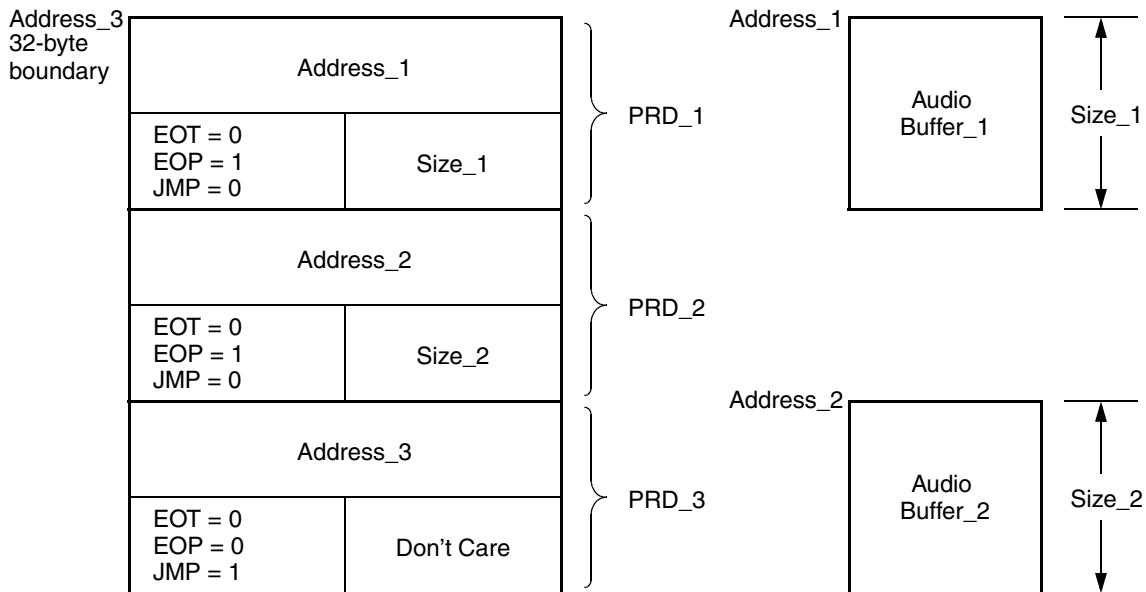 Address_3
32-byte
boundary
Address_1
EOT = 0
EOP = 1
JMP = 0
Size_1
PRD_1
Address_2
EOT = 0
EOP = 1
JMP = 0
Size_2
PRD_2
Address_3
EOT = 0
EOP = 0
JMP = 1
Don't Care
PRD_3
Address_1
Audio
Buffer_1
Size_1
Address_2
Audio
Buffer_2
Size_2